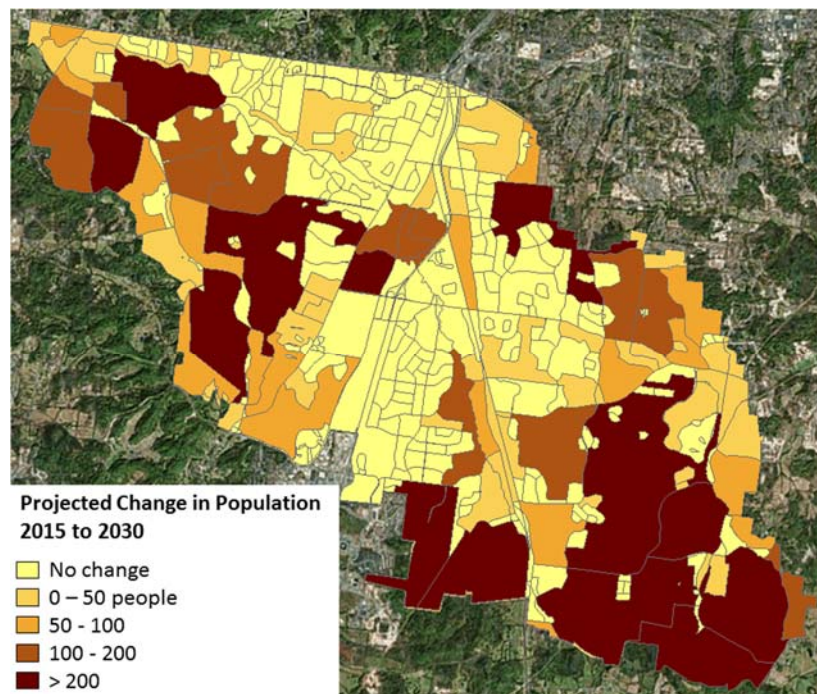 Projected Change in Population
2015 to 2030
No change
0 – 50 people
50 - 100
100 - 200
> 200